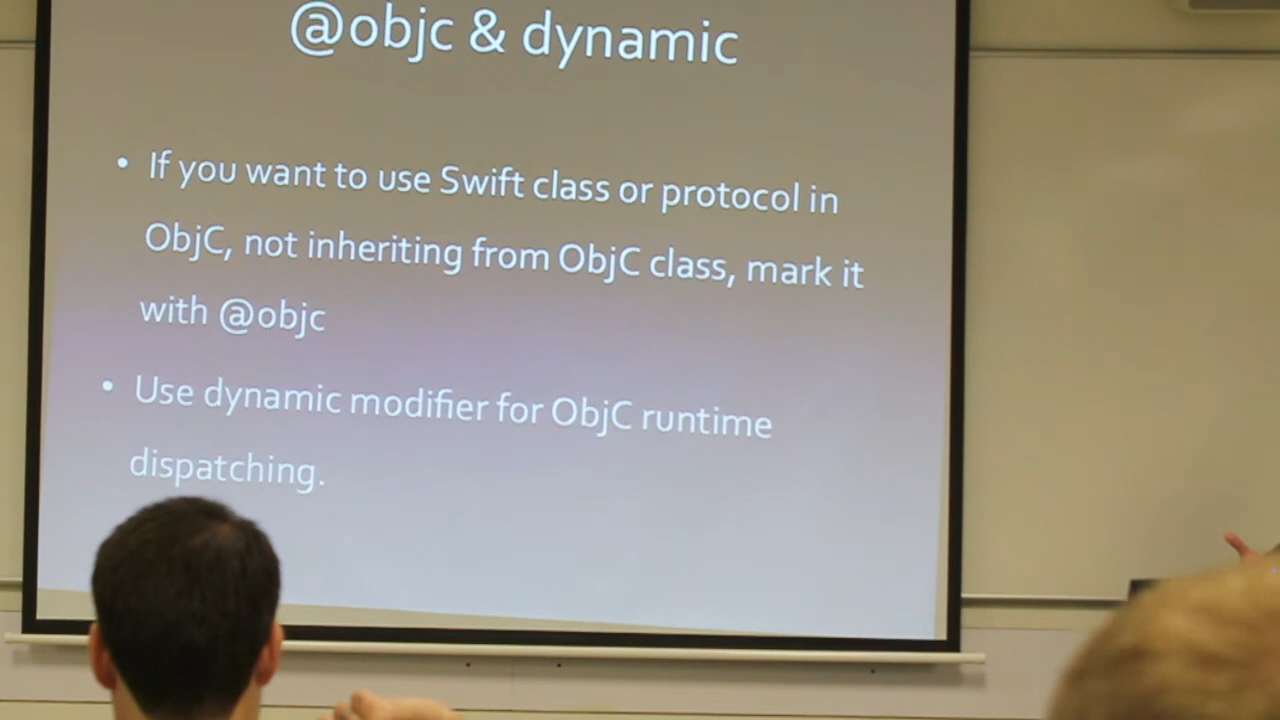 @objc & dynamic
• If you want to use Swift class or protocol in
ObjC, not inheriting from ObjC class, mark it
with @objc
• Use dynamic modifier for ObjC runtime
dispatching.